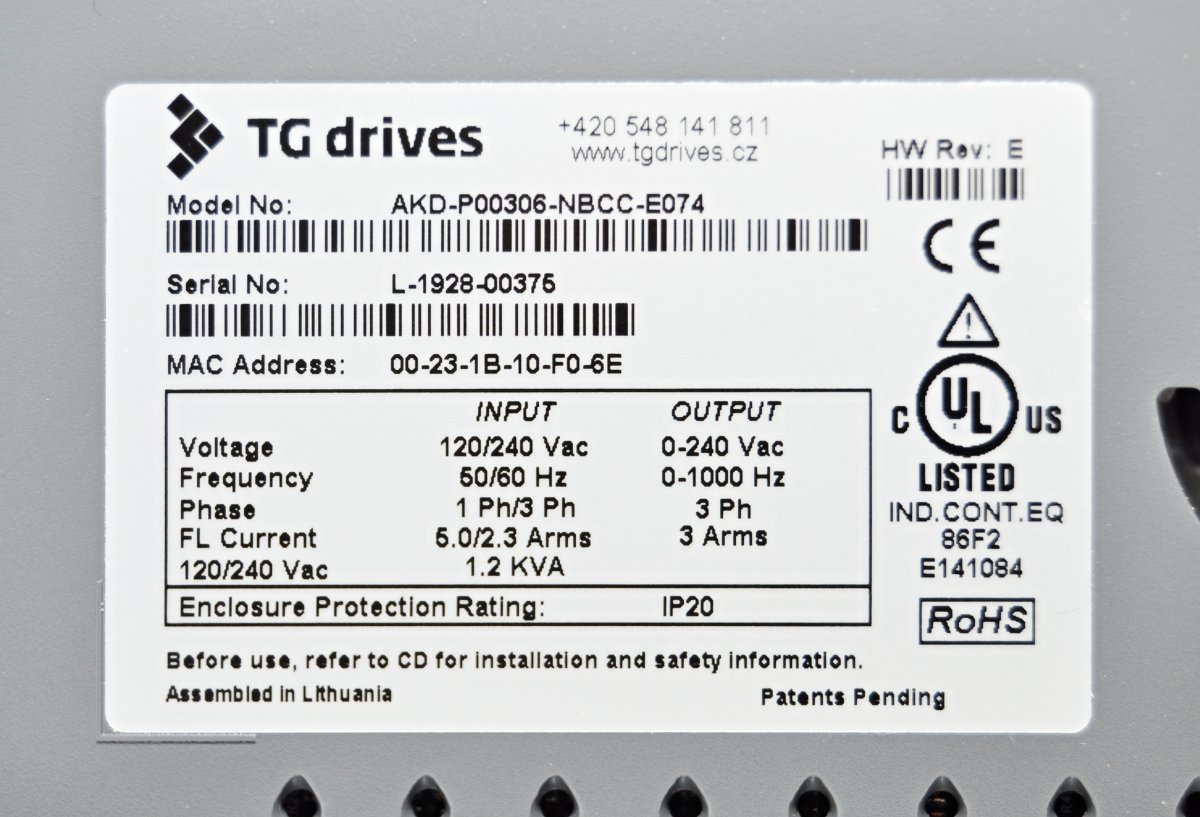 TG drives
+420 548 141 811
www.tgdrives.cz
HW Rev: E
Model No: AKD-P00306-NBCC-E074
Serial No: L-1928-00375
MAC Address: 00-23-1B-10-F0-6E
INPUT OUTPUT
Voltage 120/240 Vac 0-240 Vac
Frequency 50/60 Hz 0-1000 Hz
Phase 1 Ph/3 Ph 3 Ph
FL Current 5.0/2.3 Arms 3 Arms
120/240 Vac 1.2 KVA
Enclosure Protection Rating: IP20
CE
C UL US
LISTED
IND.CONT.EQ
86F2
E141084
RoHS
Before use, refer to CD for installation and safety information.
Assembled in Lithuania
Patents Pending